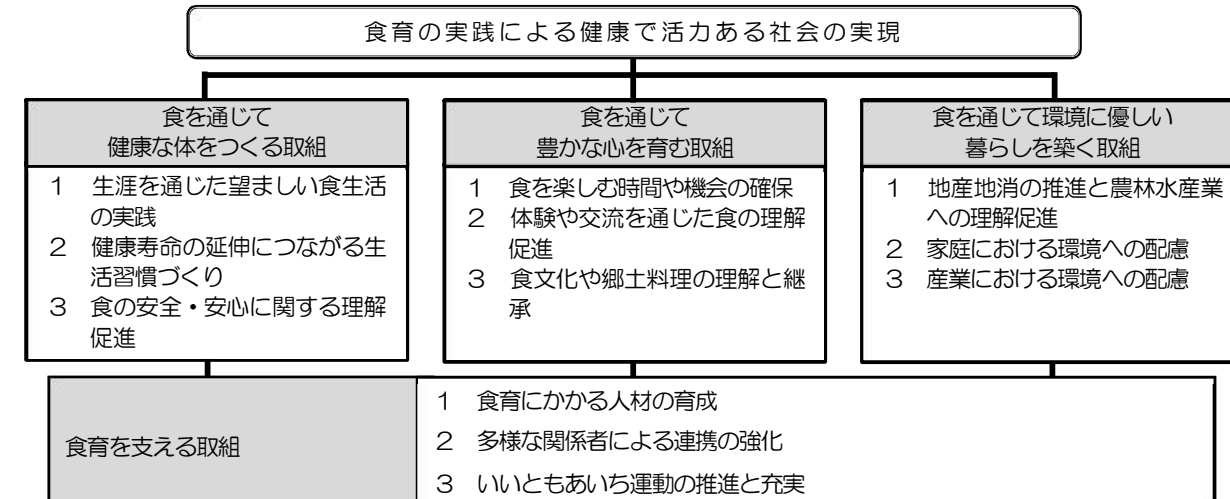 食育の実践による健康で活力ある社会の実現
食を通じて
健康な体をつくる取組
1 生涯を通じた望ましい食生活
の実践
2 健康寿命の延伸につながる生
活習慣づくり
3 食の安全・安心に関する理解
促進
食を通じて
豊かな心を育む取組
1 食を楽しむ時間や機会の確保
2 体験や交流を通じた食の理解
促進
3 食文化や郷土料理の理解と継
承
食を通じて環境に優しい
暮らしを築く取組
1 地産地消の推進と農林水産業
への理解促進
2 家庭における環境への配慮
3 産業における環境への配慮
食育を支える取組
1 食育にかかる人材の育成
2 多様な関係者による連携の強化
3 いいともあいち運動の推進と充実